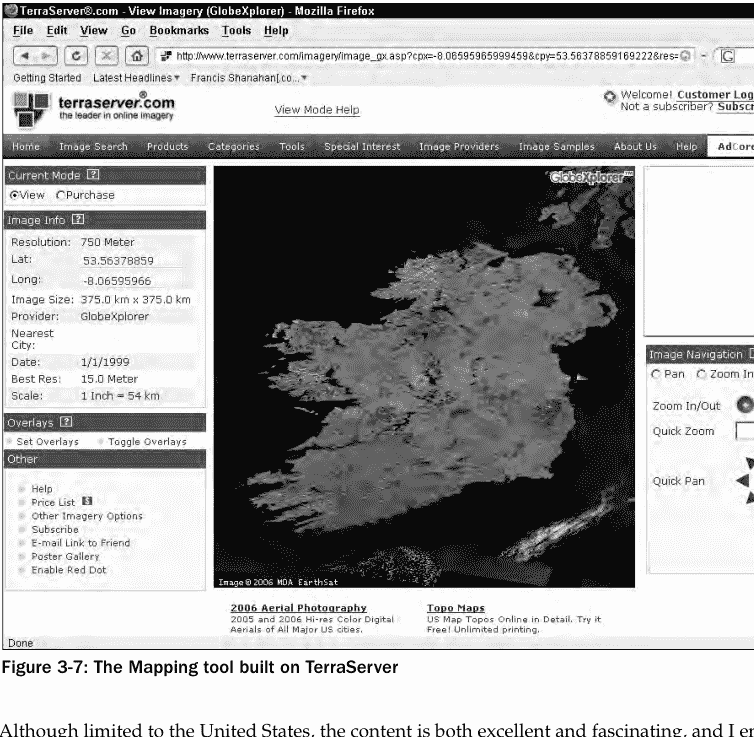 TerraServer®.com - View Imagery (GlobeXplorer) - Mozilla Firefox
File Edit View Go Bookmarks Tools Help
http://www.terraserver.com/imagery/image_gx.asp?cpx=-8.06595965999459&cpy=53.56378859169222&res= G
Getting Started Latest Headlines Francis Shanahan[.co...
terraserver.com®
the leader in online imagery
View Mode Help
Welcome! Customer Log
Not a subscriber? Subscr
Home Image Search Products Categories Tools Special Interest Image Providers Image Samples About Us Help AdCore
Current Mode ?
View Purchase
Image Info ?
Resolution: 750 Meter
Lat: 53.56378859
Long: -8.06595966
Image Size: 375.0 km x 375.0 km
Provider: GlobeXplorer
Nearest
City:
Date: 1/1/1999
Best Res: 15.0 Meter
Scale: 1 Inch = 54 km
Overlays ?
Set Overlays Toggle Overlays
Other
Help
Price List $
Other Imagery Options
Subscribe
E-mail Link to Friend
Poster Gallery
Enable Red Dot
GlobeXplorer™
Image © 2006 MDA EarthSat
Image Navigation
Pan Zoom In
Zoom In/Out
Quick Zoom
Quick Pan
2006 Aerial Photography
2005 and 2006 Hi-res Color Digital
Aerials of All Major US cities.
Topo Maps
US Map Topos Online in Detail. Try it
Free! Unlimited printing.
Done
Figure 3-7: The Mapping tool built on TerraServer
Although limited to the United States, the content is both excellent and fascinating, and I